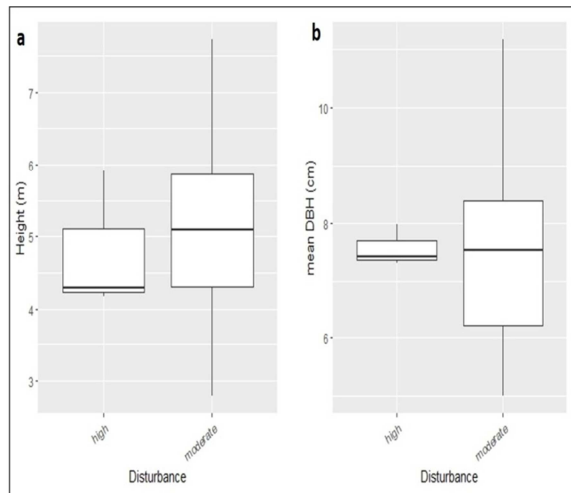 a
Height (m)
7
6
5
4
3
high
moderate
Disturbance
b
mean DBH (cm)
10
8
6
high
moderate
Disturbance